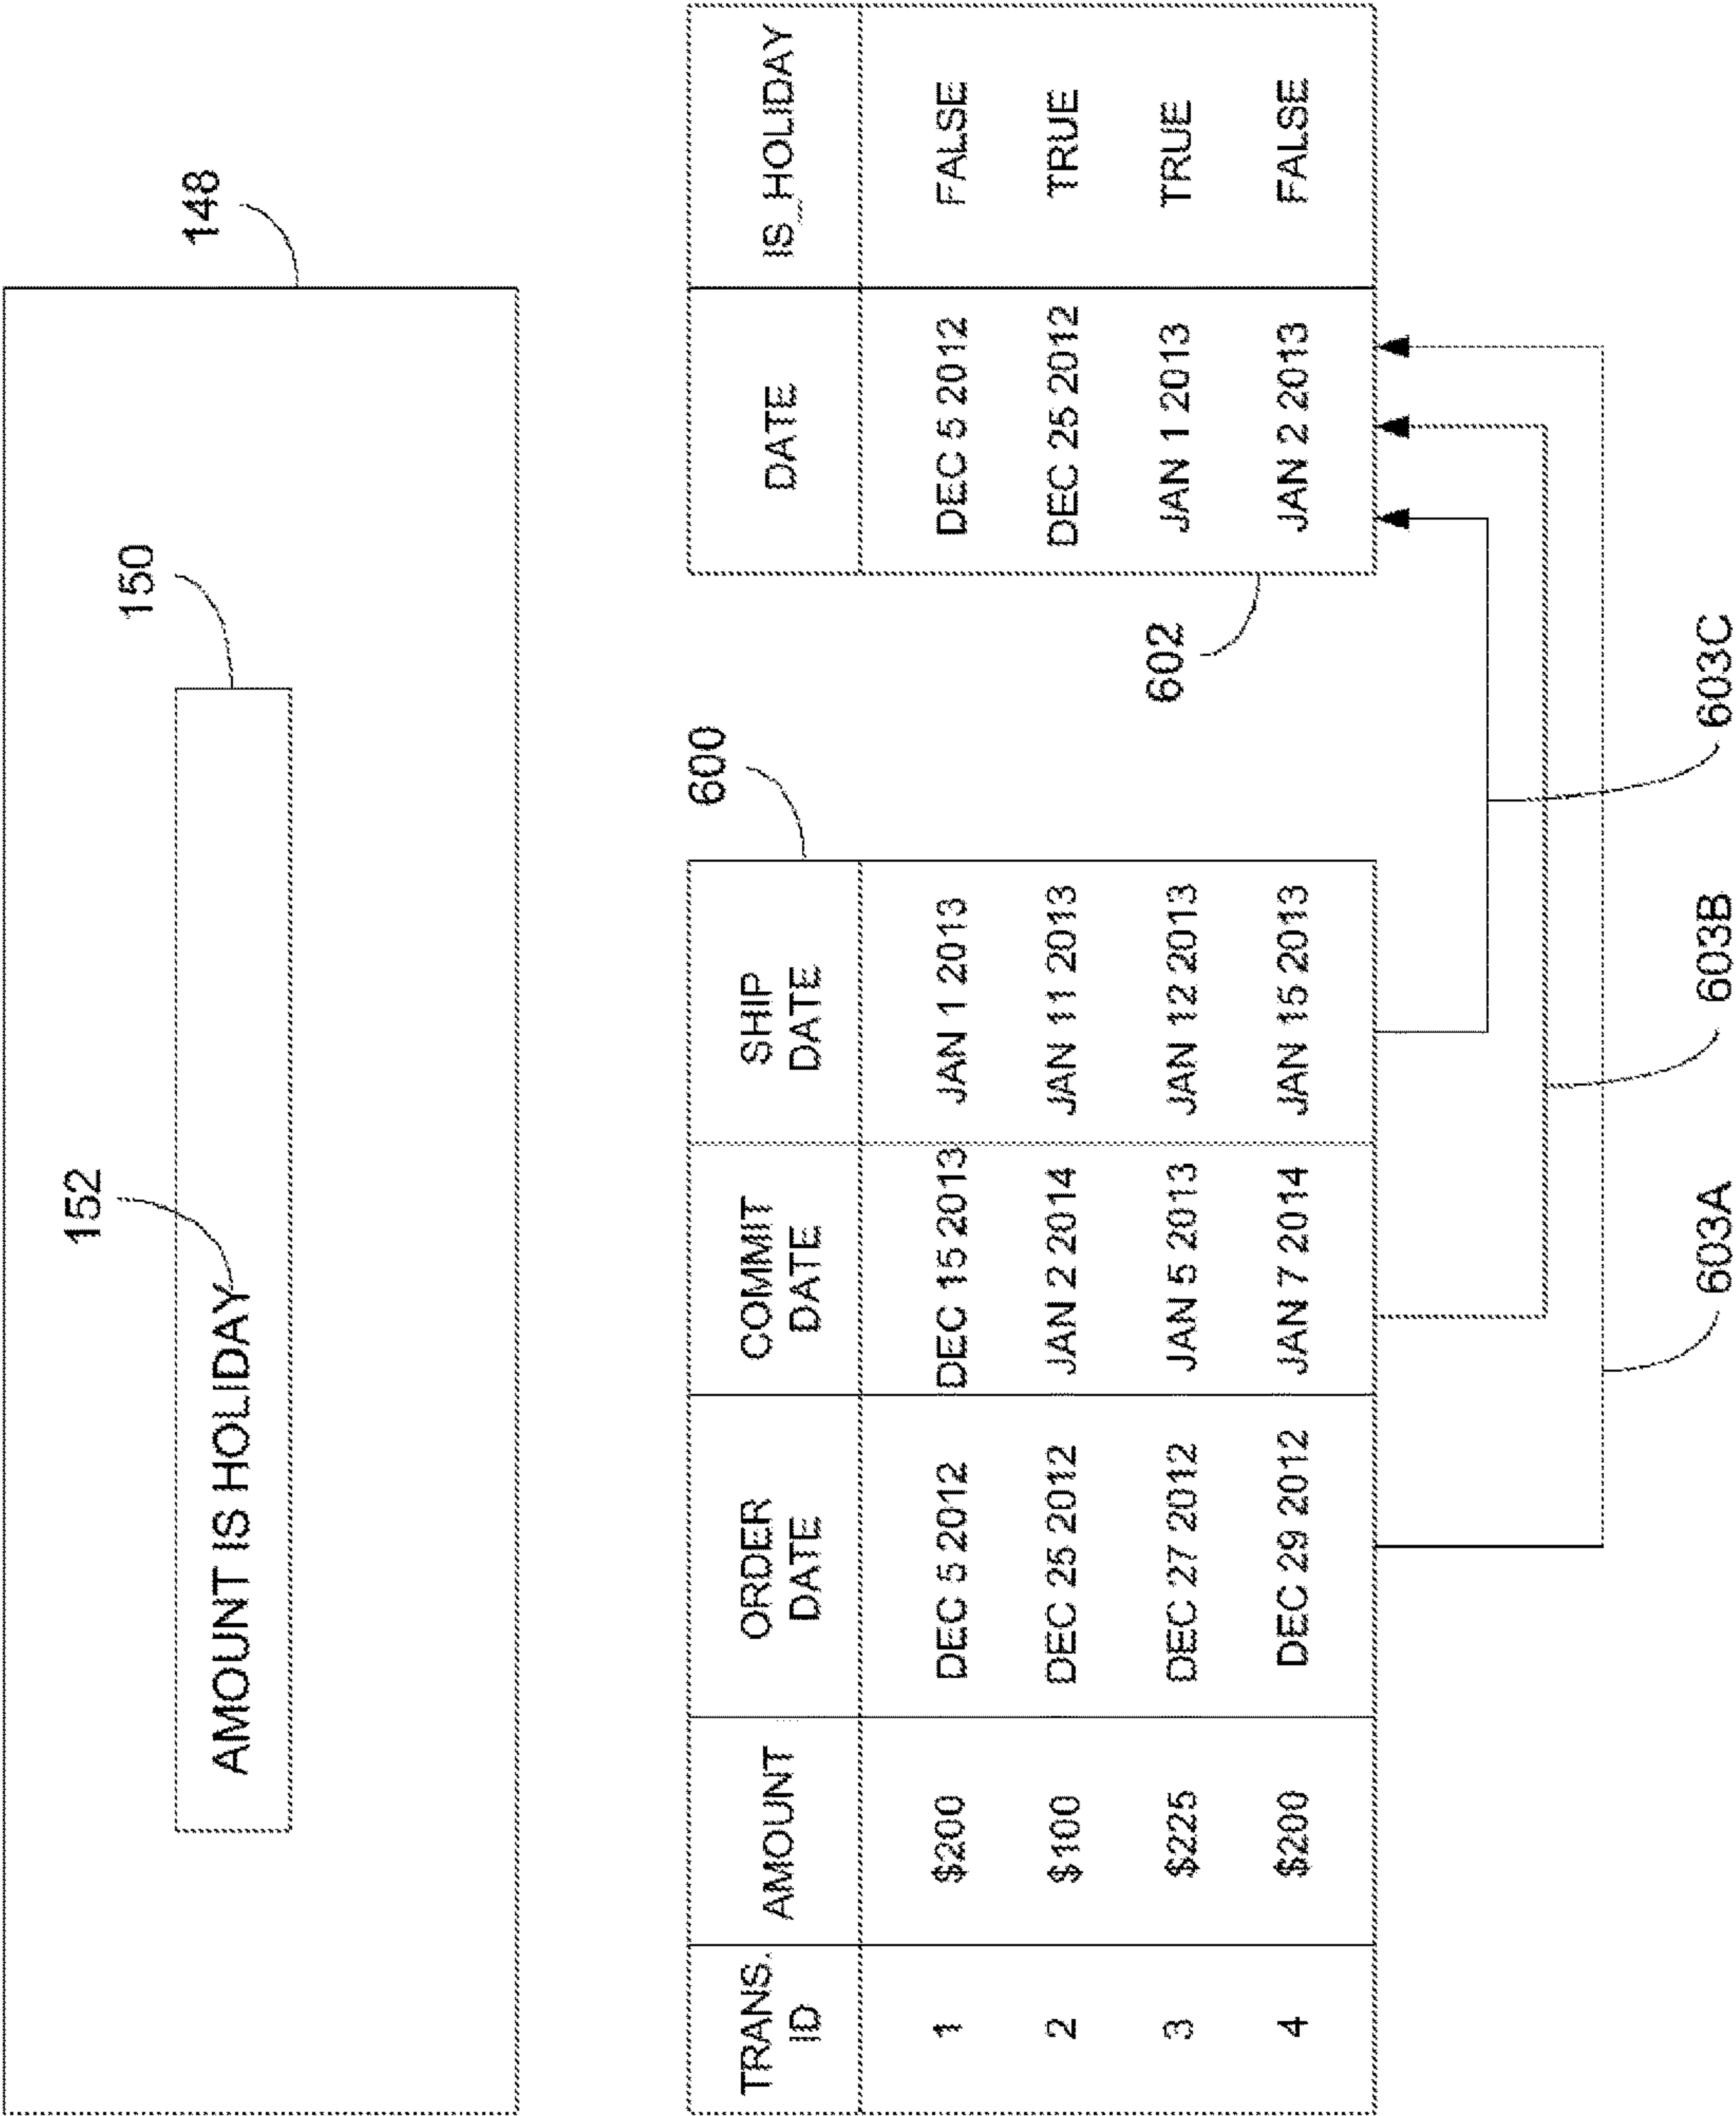 148
150
152
AMOUNT IS HOLIDAY
600
TRANS. ID AMOUNT ORDER DATE COMMIT DATE SHIP DATE
1 $200 DEC 5 2012 DEC 15 2013 JAN 1 2013
2 $100 DEC 25 2012 JAN 2 2014 JAN 11 2013
3 $225 DEC 27 2012 JAN 5 2013 JAN 12 2013
4 $200 DEC 29 2012 JAN 7 2014 JAN 15 2013
DATE IS_HOLIDAY
DEC 5 2012 FALSE
DEC 25 2012 TRUE
JAN 1 2013 TRUE
JAN 2 2013 FALSE
602
603A
603B
603C